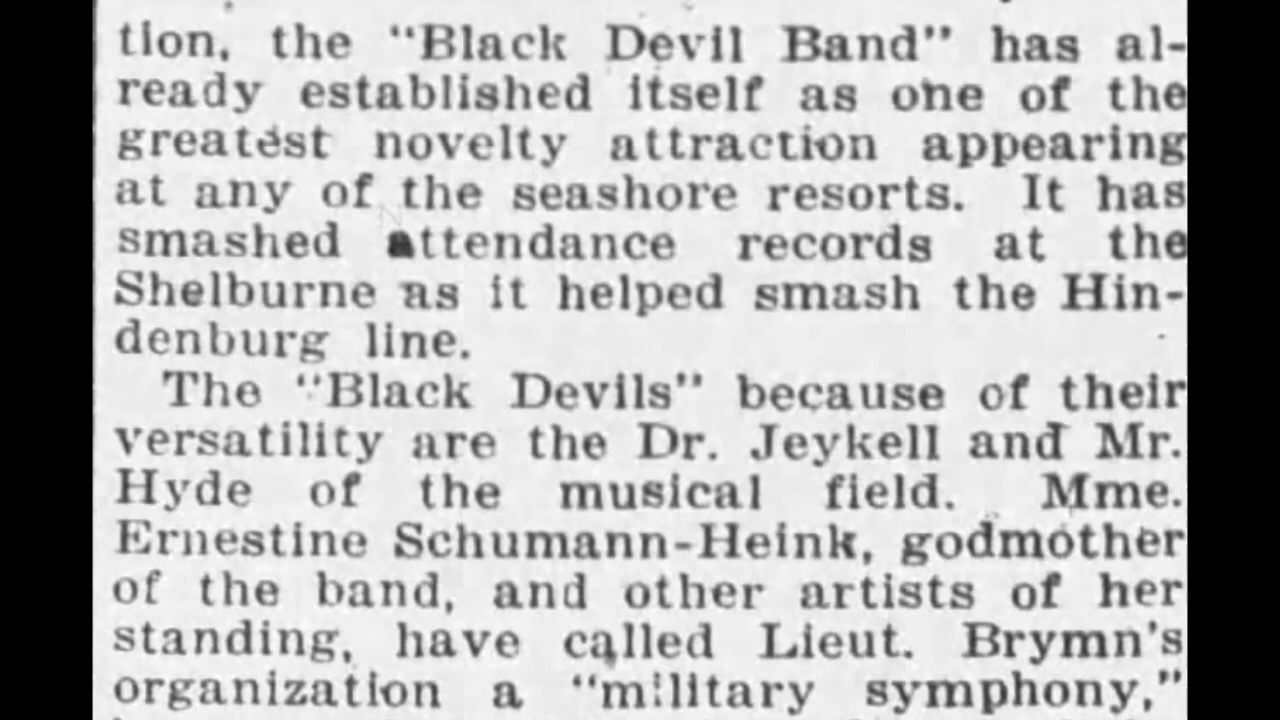 tion, the "Black Devil Band" has al-
ready established itself as one of the
greatest novelty attraction appearing
at any of the seashore resorts. It has
smashed attendance records at the
Shelburne as it helped smash the Hin-
denburg line.
The "Black Devils" because of their
versatility are the Dr. Jeykell and Mr.
Hyde of the musical field. Mme.
Ernestine Schumann-Heink, godmother
of the band, and other artists of her
standing, have called Lieut. Brymn's
organization a "military symphony,"